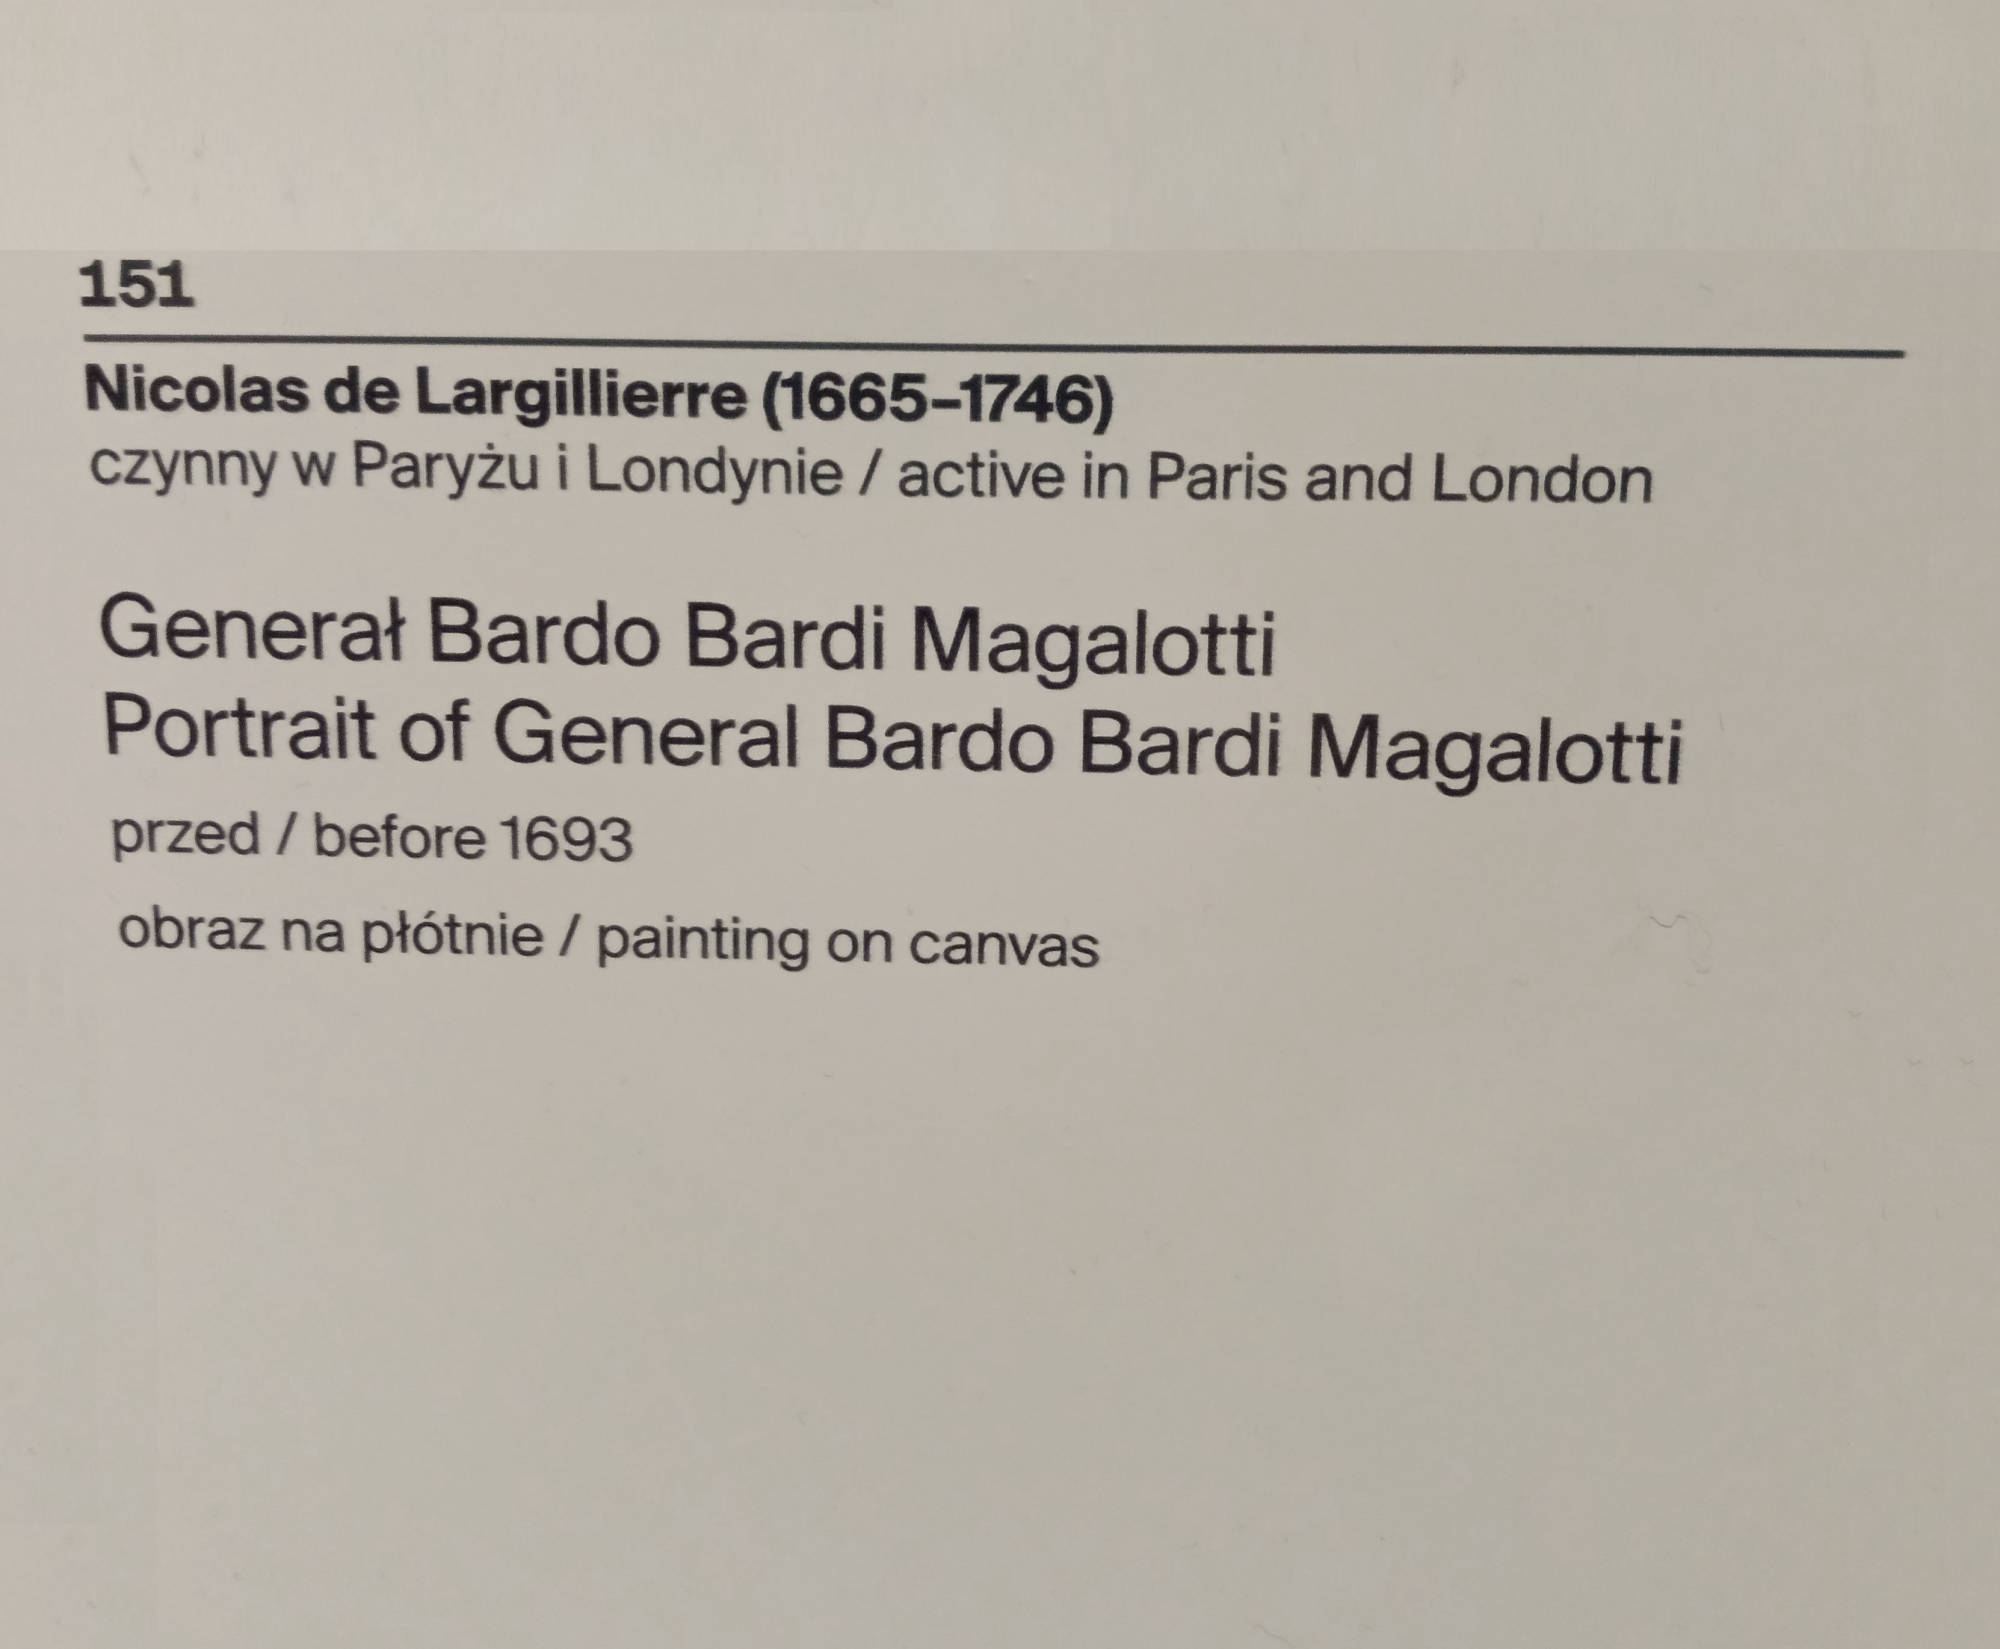 151
Nicolas de Largillierre (1665–1746)
czynny w Paryżu i Londynie / active in Paris and London
Generał Bardo Bardi Magalotti
Portrait of General Bardo Bardi Magalotti
przed / before 1693
obraz na płótnie / painting on canvas